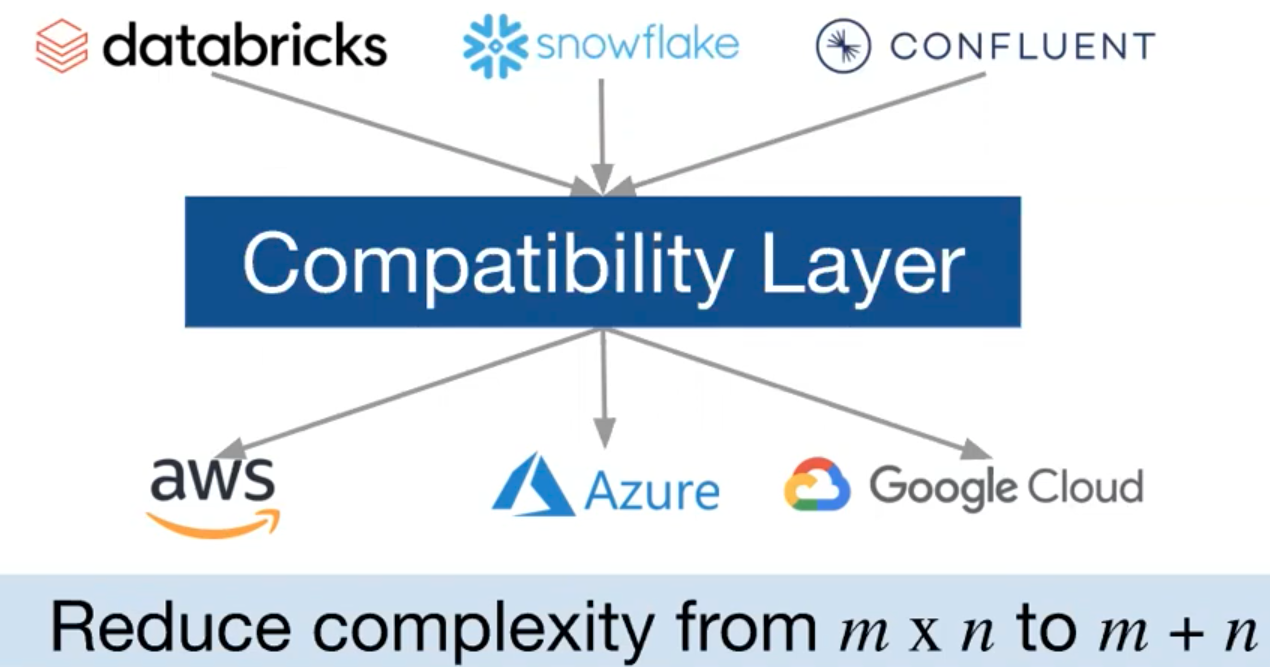 databricks snowflake CONFLUENT
Compatibility Layer
aws Azure Google Cloud
Reduce complexity from m x n to m + n